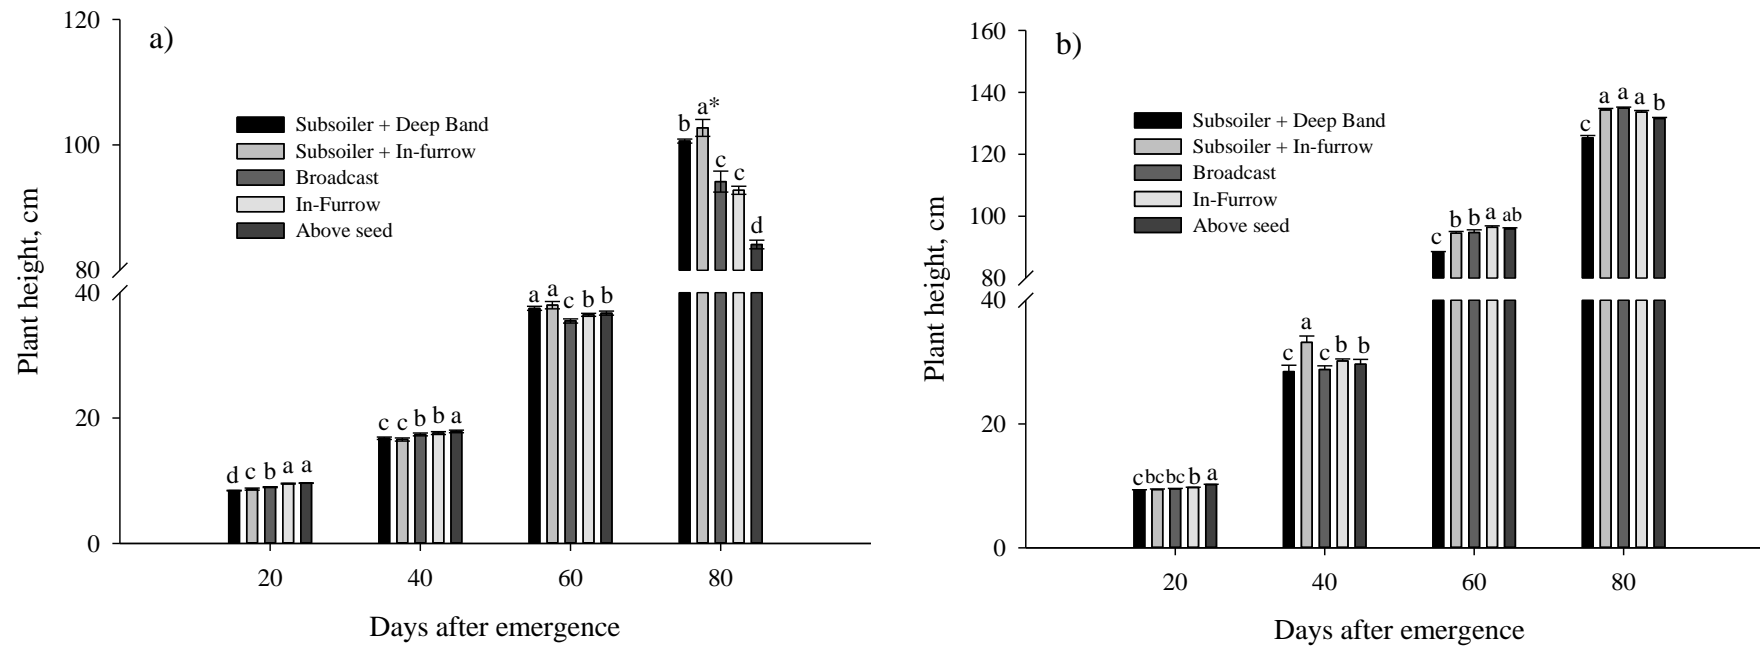 a)
120
100
80
40
20
0
Plant height, cm
Subsoiler + Deep Band
Subsoiler + In-furrow
Broadcast
In-Furrow
Above seed
d c b a a
c c b b a
a a c b b
b a* c c d
20 40 60 80
Days after emergence
b)
160
140
120
100
80
40
20
0
Plant height, cm
Subsoiler + Deep Band
Subsoiler + In-furrow
Broadcast
In-Furrow
Above seed
c bc bc b a
c a c b b
c b b a ab
c a a a b
20 40 60 80
Days after emergence